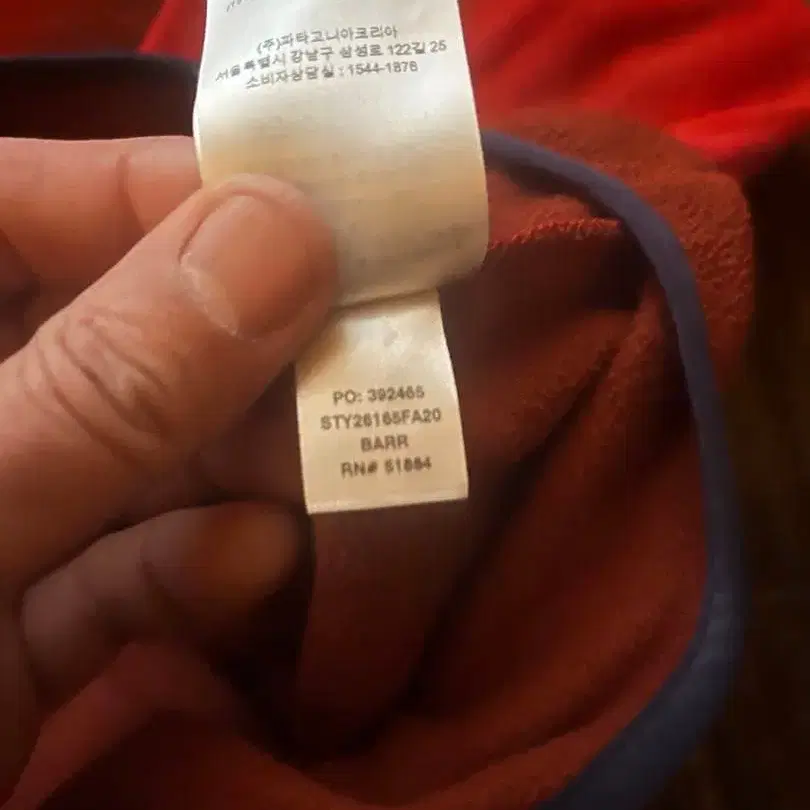 (주)파타고니아코리아
서울특별시 강남구 삼성로 122길 25
소비자상담실 : 1544-1876
PO: 392465
STY26165FA20
BARR
RN# 51884